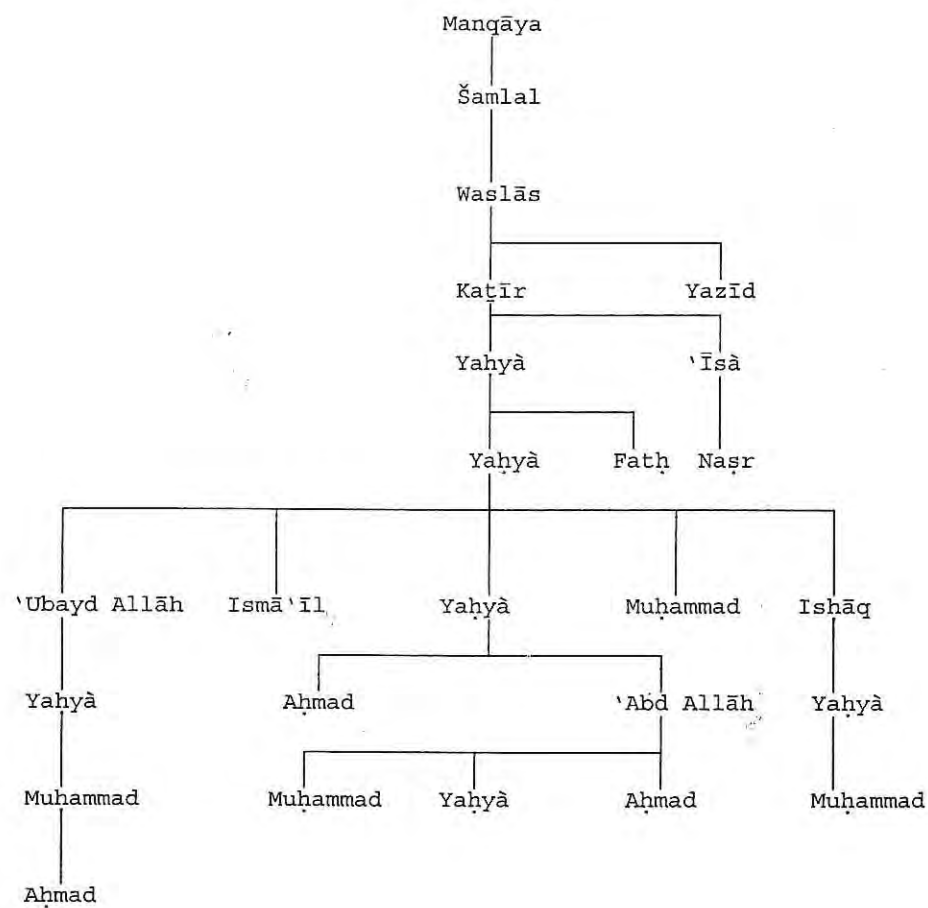 Manqāya
Šamlal
Waslās
Kaṯīr Yazīd
Yaḥyà ‛Īsà
Yaḥyà Fatḥ Naṣr
‛Ubayd Allāh Ismā‛īl Yaḥyà Muḥammad Ishāq
Yaḥyà Aḥmad ‛Abd Allāh Yaḥyà
Muḥammad Muḥammad Yaḥyà Aḥmad Muḥammad
Aḥmad